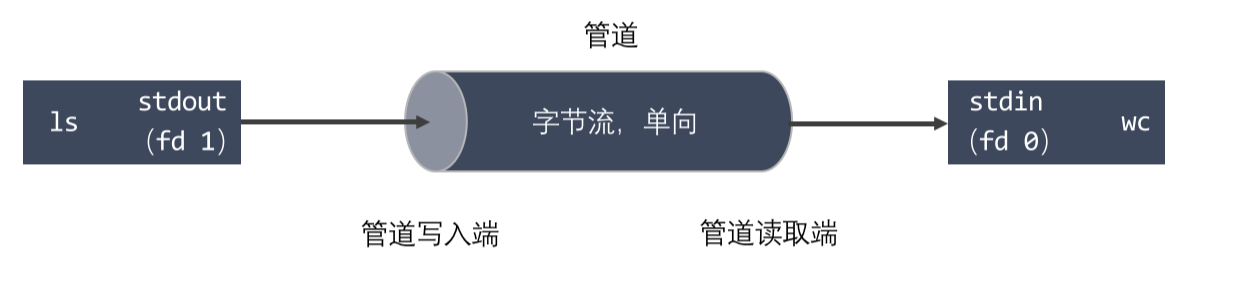 管道
ls
stdout
(fd 1)
字节流，单向
stdin
(fd 0)
wc
管道写入端
管道读取端